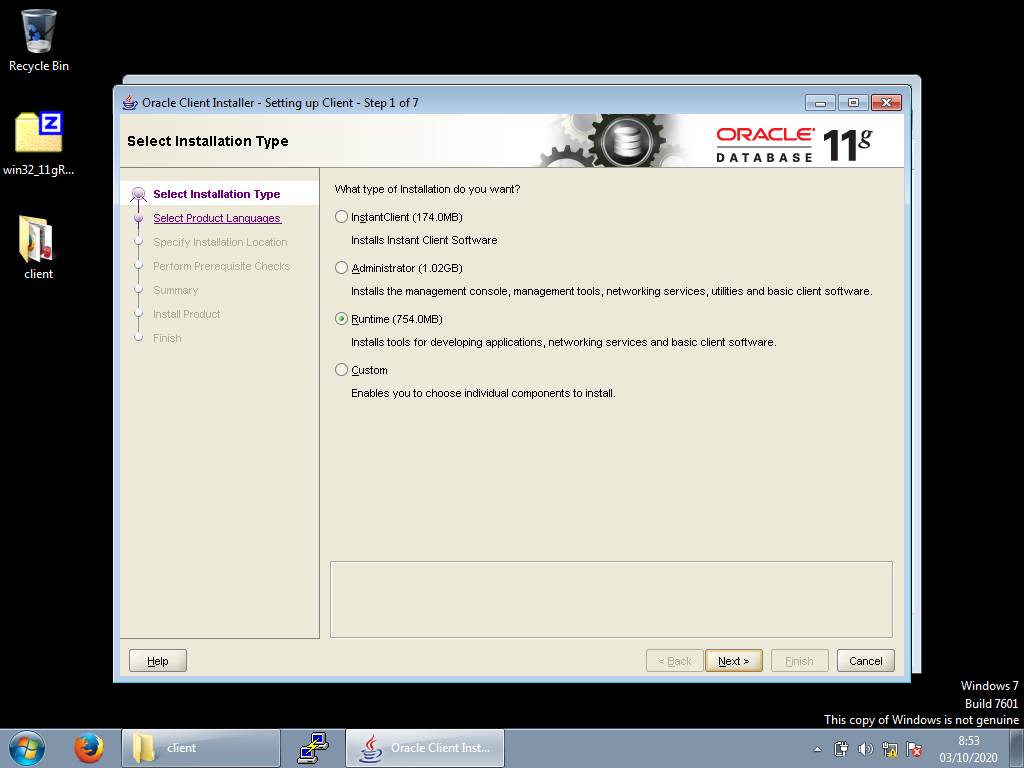 Recycle Bin
win32_11gR...
client
Oracle Client Installer - Setting up Client - Step 1 of 7
Select Installation Type
ORACLE
DATABASE
11g
Select Installation Type
Select Product Languages
Specify Installation Location
Perform Prerequisite Checks
Summary
Install Product
Finish
What type of Installation do you want?
InstantClient (174.0MB)
Installs Instant Client Software
Administrator (1.02GB)
Installs the management console, management tools, networking services, utilities and basic client software.
Runtime (754.0MB)
Installs tools for developing applications, networking services and basic client software.
Custom
Enables you to choose individual components to install.
Help
< Back
Next >
Finish
Cancel
Windows 7
Build 7601
This copy of Windows is not genuine
client
Oracle Client Inst...
8:53
03/10/2020